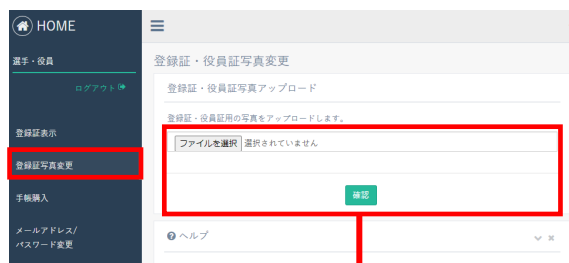 HOME
選手・役員
ログアウト
登録証表示
登録証写真変更
手帳購入
メールアドレス/
パスワード変更
登録証・役員証写真変更
登録証・役員証写真アップロード
登録証・役員証用の写真をアップロードします。
ファイルを選択 選択されていません
確認
ヘルプ